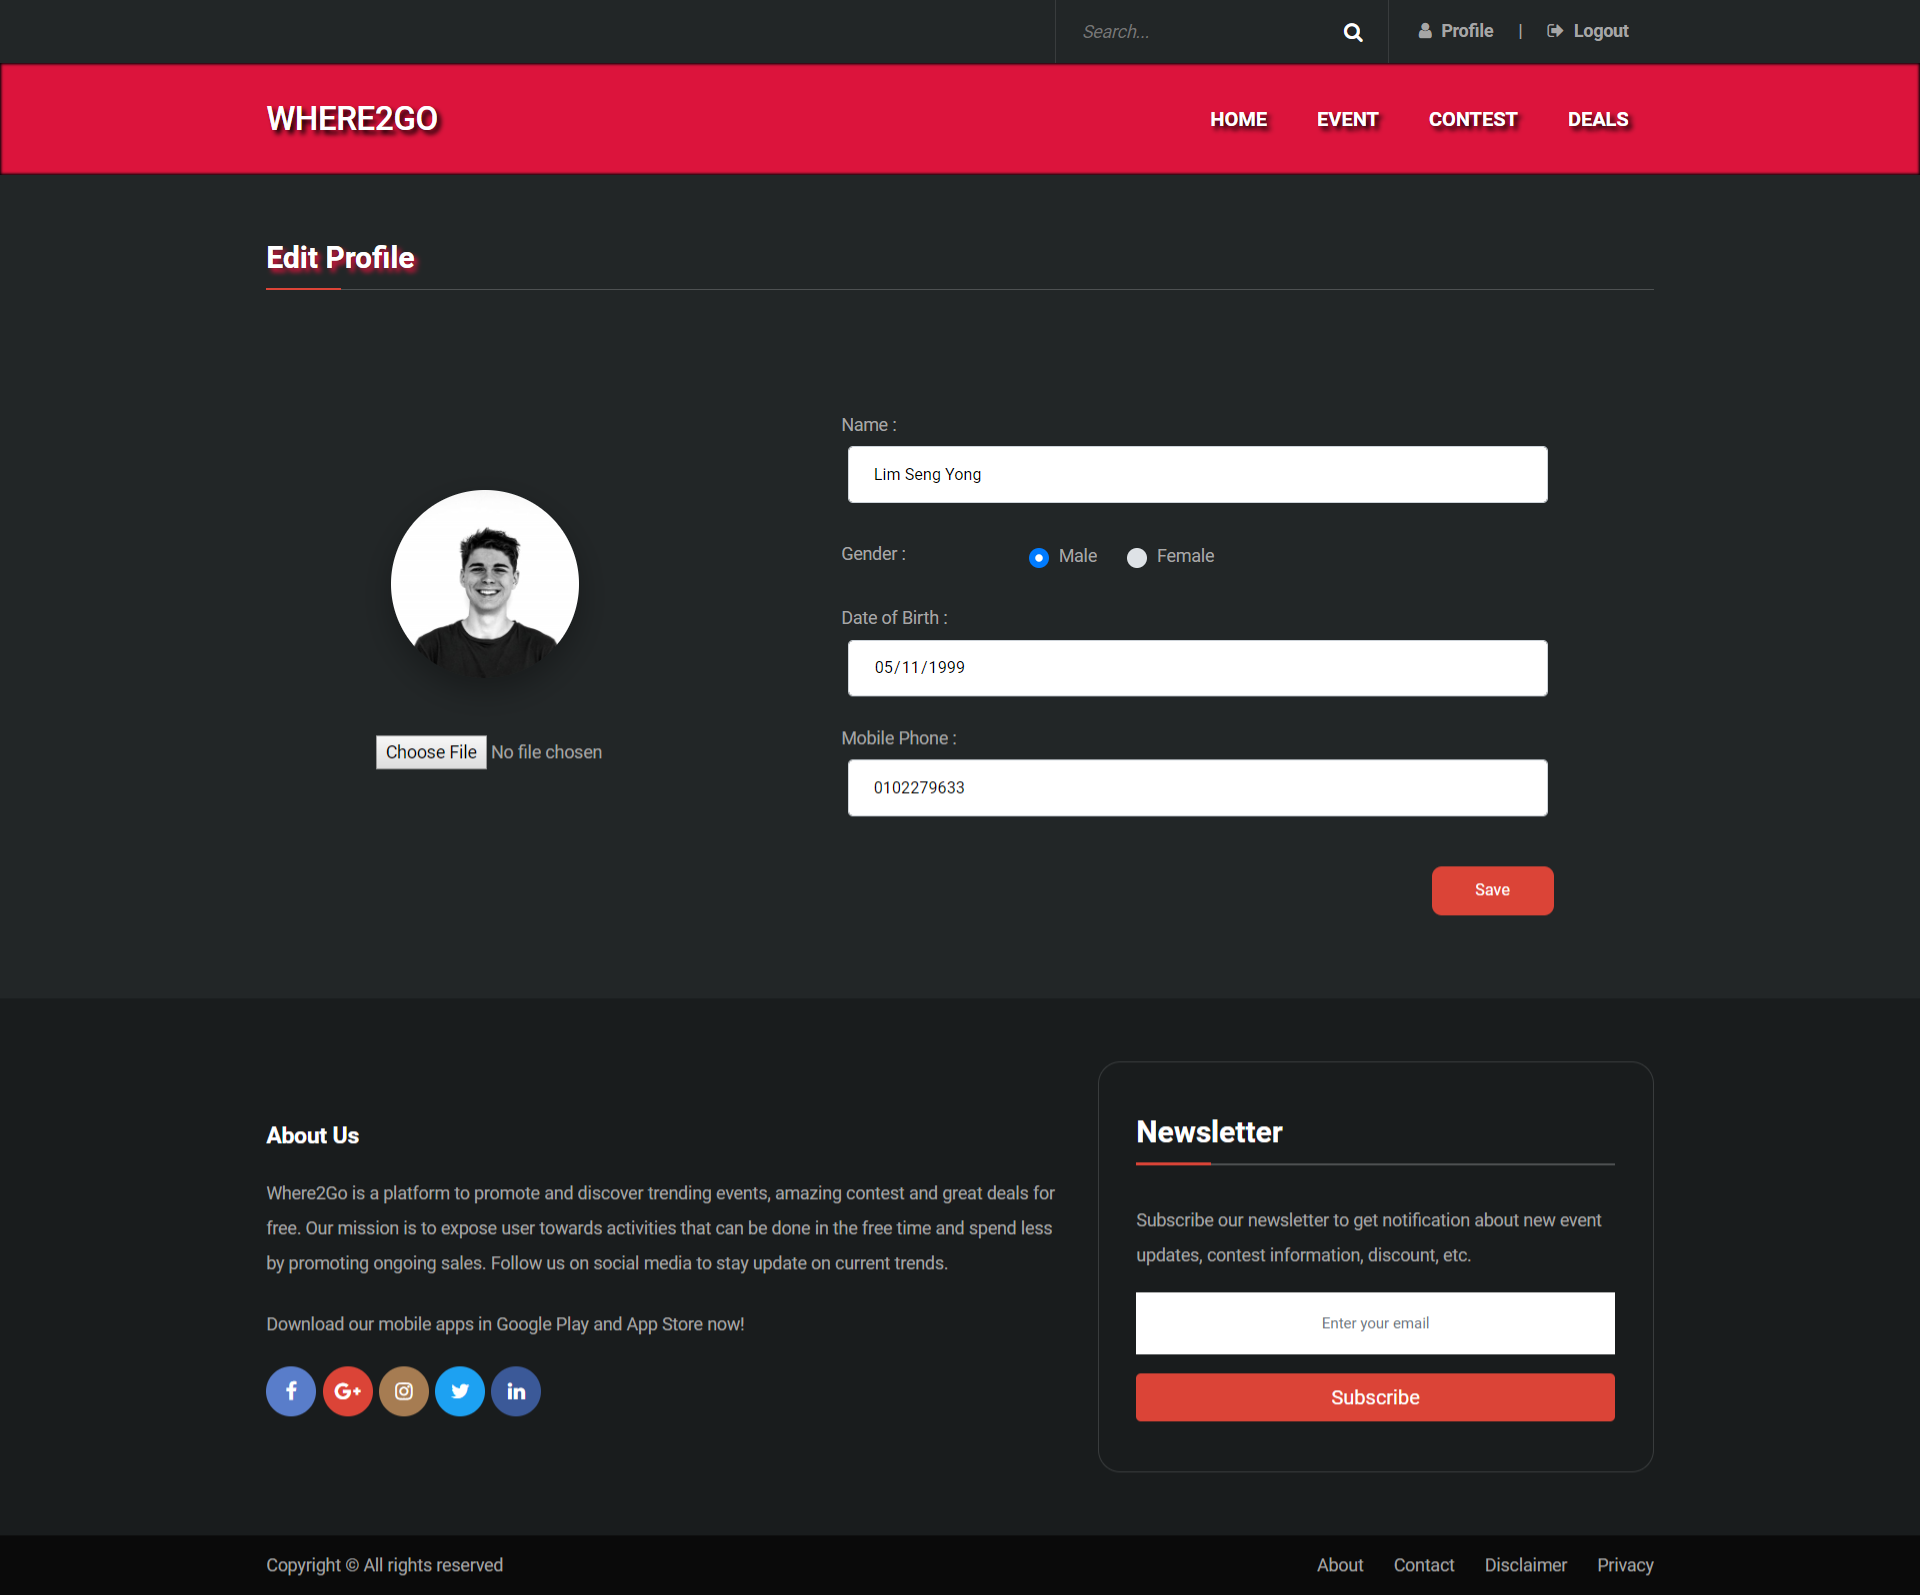 Search...
Profile | Logout
WHERE2GO
HOME EVENT CONTEST DEALS
Edit Profile
Name :
Lim Seng Yong
Gender : Male Female
Date of Birth :
05/11/1999
Choose File No file chosen
Mobile Phone :
0102279633
Save
About Us
Where2Go is a platform to promote and discover trending events, amazing contest and great deals for
free. Our mission is to expose user towards activities that can be done in the free time and spend less
by promoting ongoing sales. Follow us on social media to stay update on current trends.
Download our mobile apps in Google Play and App Store now!
Newsletter
Subscribe our newsletter to get notification about new event
updates, contest information, discount, etc.
Enter your email
Subscribe
Copyright © All rights reserved
About Contact Disclaimer Privacy